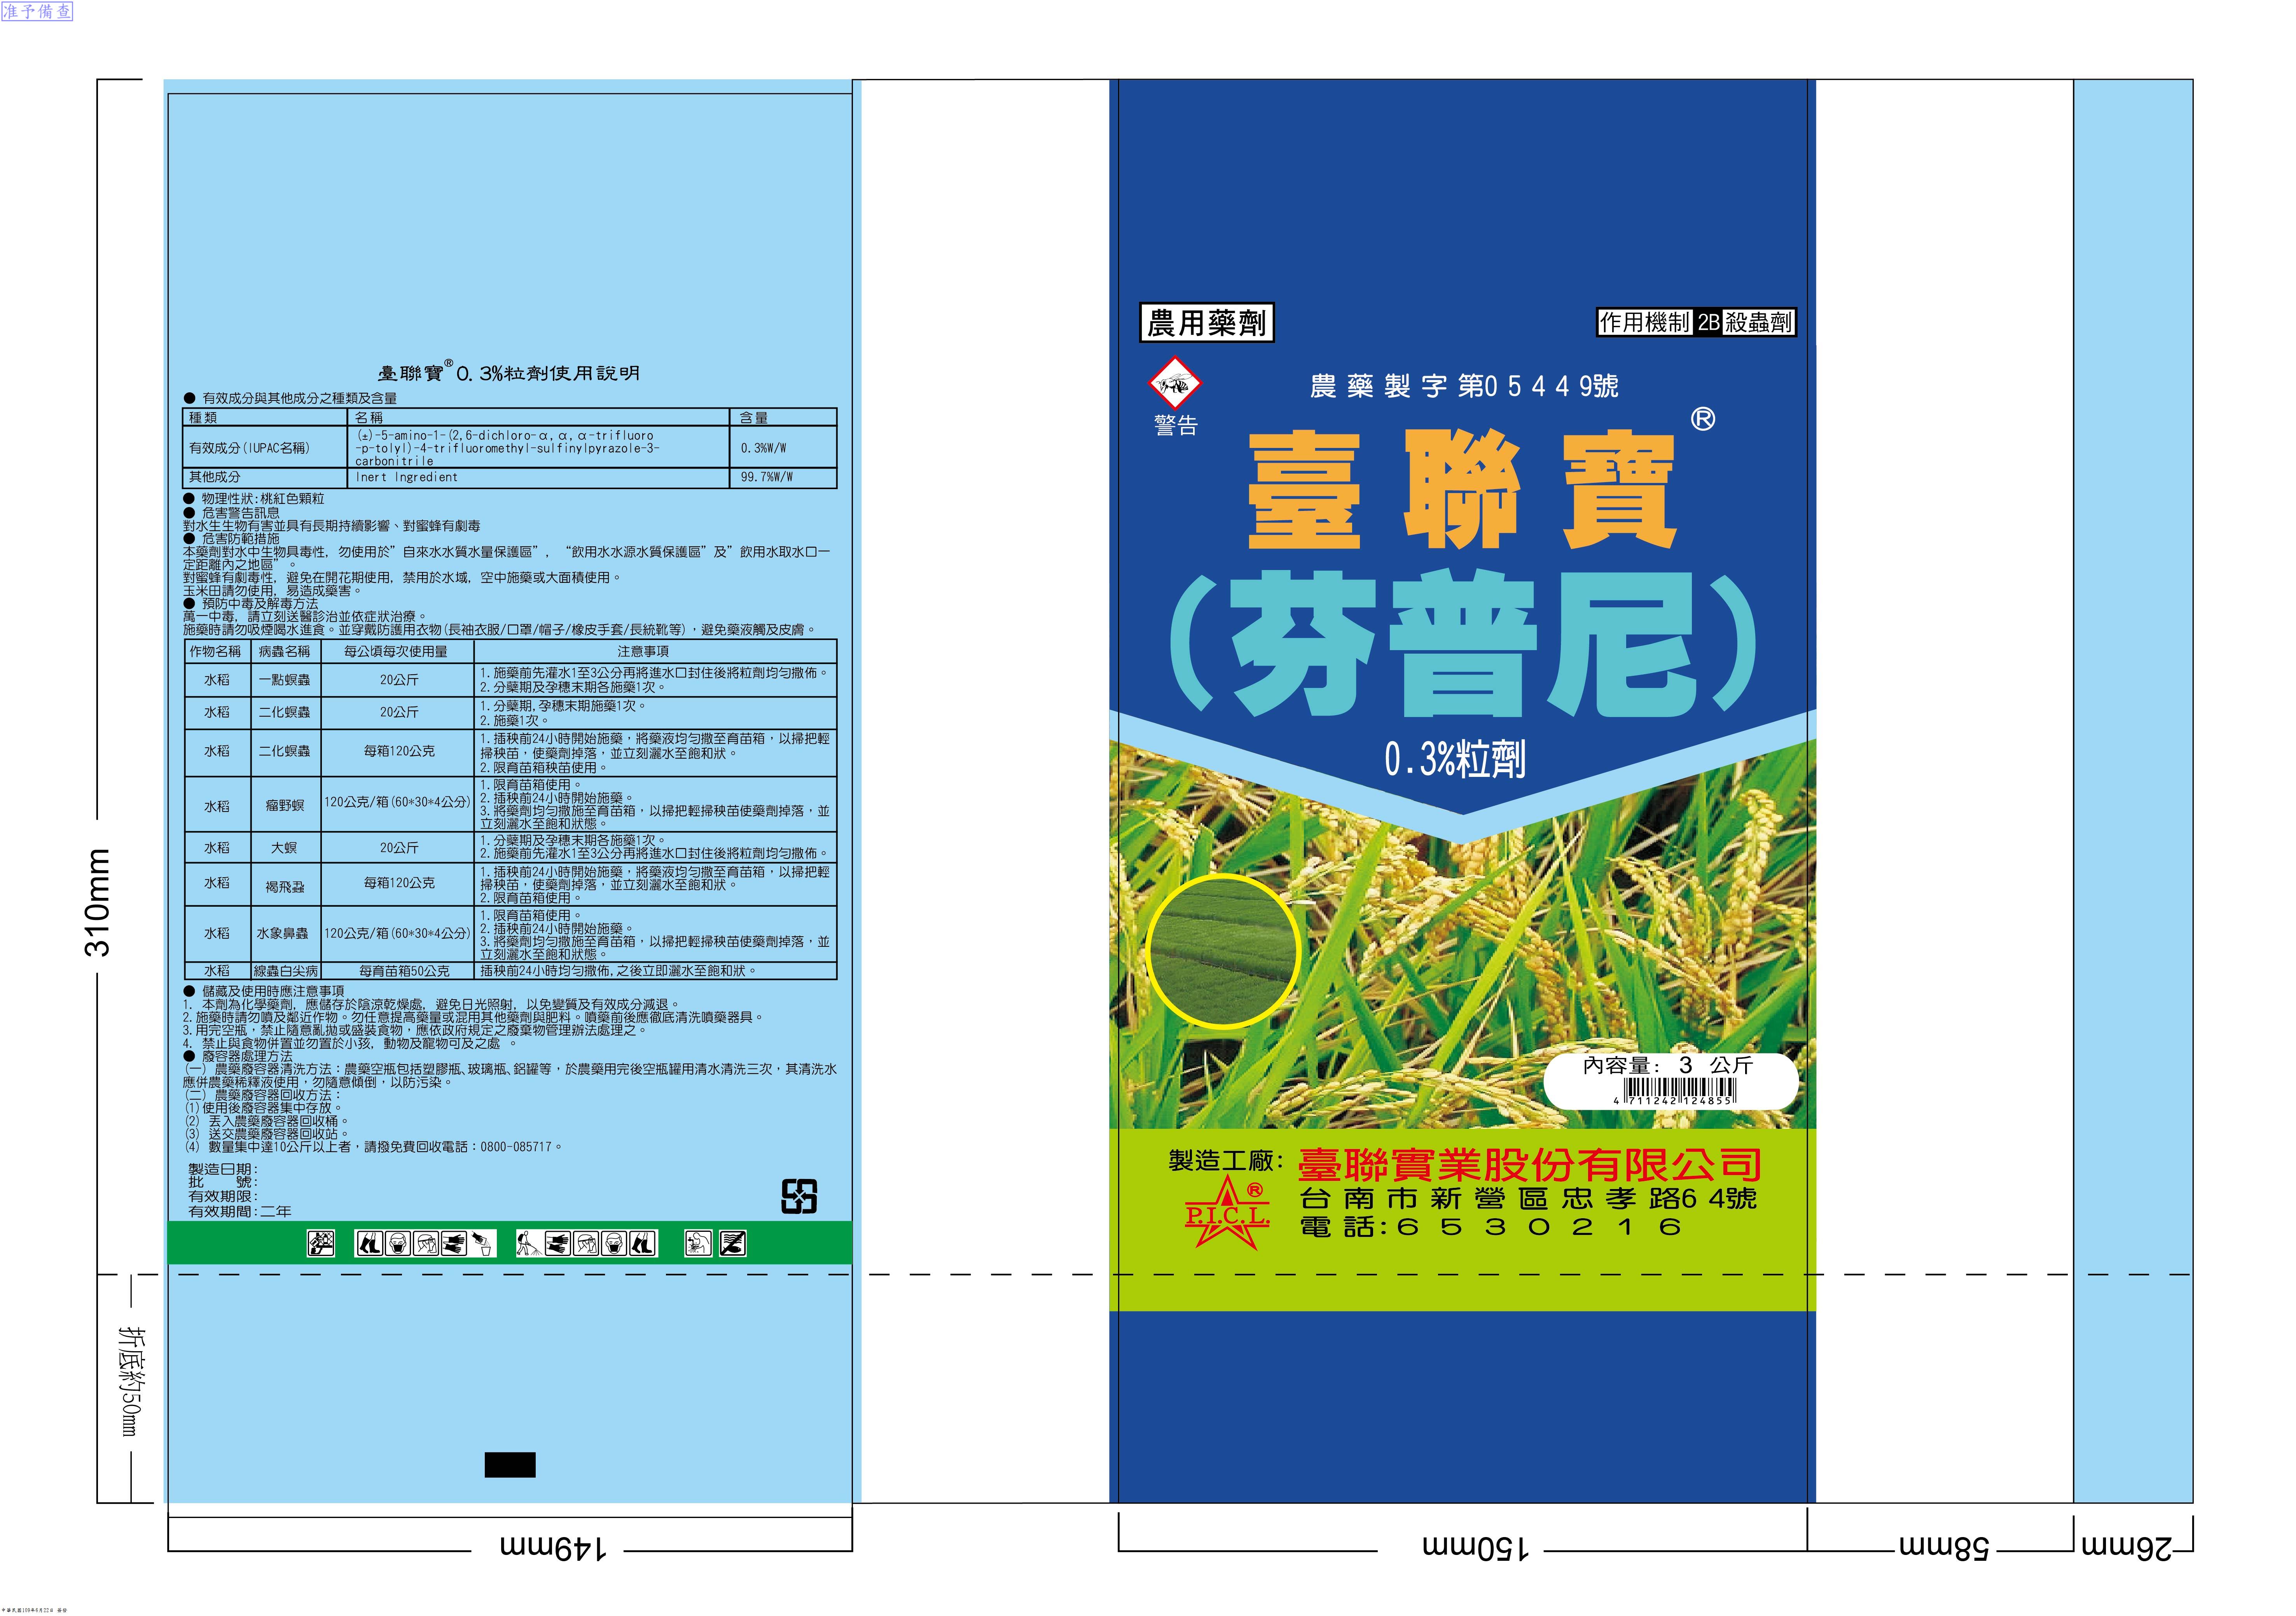 准予備查
臺聯寶®0.3%粒劑使用說明
● 有效成分與其他成分之種類及含量
種類 名稱 含量
有效成分(IUPAC名稱) (±)-5-amino-1-(2,6-dichloro-α,α,α-trifluoro
-p-tolyl)-4-trifluoromethyl-sulfinylpyrazole-3-
carbonitrile 0.3%W/W
其他成分 Inert Ingredient 99.7%W/W
● 物理性狀:桃紅色顆粒
● 危害警告訊息
對水生生物有害並具有長期持續影響、對蜜蜂有劇毒
● 危害防範措施
本藥劑對水中生物具毒性, 勿使用於”自來水水質水量保護區”, “飲用水水源水質保護區”及”飲用水取水口一
定距離內之地區”。
對蜜蜂有劇毒性, 避免在開花期使用, 禁用於水域, 空中施藥或大面積使用。
玉米田請勿使用, 易造成藥害。
● 預防中毒及解毒方法
萬一中毒, 請立刻送醫診治並依症狀治療。
施藥時請勿吸煙喝水進食。並穿戴防護用衣物(長袖衣服/口罩/帽子/橡皮手套/長統靴等),避免藥液觸及皮膚。
作物名稱 病蟲名稱 每公頃每次使用量 注意事項
水稻 一點螟蟲 20公斤 1.施藥前先灌水1至3公分再將進水口封住後將粒劑均勻撒佈。
2.分蘗期及孕穗末期各施藥1次。
水稻 二化螟蟲 20公斤 1.分蘗期,孕穗末期施藥1次。
2.施藥1次。
水稻 二化螟蟲 每箱120公克 1.插秧前24小時開始施藥,將藥液均勻撒至育苗箱,以掃把輕
掃秧苗,使藥劑掉落,並立刻灑水至飽和狀。
2.限育苗箱秧苗使用。
水稻 瘤野螟 120公克/箱(60*30*4公分) 1.限育苗箱使用。
2.插秧前24小時開始施藥。
3.將藥劑均勻撒施至育苗箱,以掃把輕掃秧苗使藥劑掉落,並
立刻灑水至飽和狀態。
水稻 大螟 20公斤 1.分蘗期及孕穗末期各施藥1次。
2.施藥前先灌水1至3公分再將進水口封住後將粒劑均勻撒佈。
水稻 褐飛蝨 每箱120公克 1.插秧前24小時開始施藥,將藥液均勻撒至育苗箱,以掃把輕
掃秧苗,使藥劑掉落,並立刻灑水至飽和狀。
2.限育苗箱使用。
水稻 水象鼻蟲 120公克/箱(60*30*4公分) 1.限育苗箱使用。
2.插秧前24小時開始施藥。
3.將藥劑均勻撒施至育苗箱,以掃把輕掃秧苗使藥劑掉落,並
立刻灑水至飽和狀態。
水稻 線蟲白尖病 每育苗箱50公克 插秧前24小時均勻撒佈,之後立即灑水至飽和狀。
● 儲藏及使用時應注意事項
1. 本劑為化學藥劑, 應儲存於陰涼乾燥處, 避免日光照射, 以免變質及有效成分減退。
2.施藥時請勿噴及鄰近作物。勿任意提高藥量或混用其他藥劑與肥料。噴藥前後應徹底清洗噴藥器具。
3.用完空瓶,禁止隨意亂拋或盛裝食物,應依政府規定之廢棄物管理辦法處理之。
4. 禁止與食物併置並勿置於小孩, 動物及寵物可及之處 。
● 廢容器處理方法
(一) 農藥廢容器清洗方法:農藥空瓶包括塑膠瓶、玻璃瓶、鋁罐等,於農藥用完後空瓶罐用清水清洗三次,其清洗水
應併農藥稀釋液使用,勿隨意傾倒,以防污染。
(二) 農藥廢容器回收方法:
(1)使用後廢容器集中存放。
(2) 丟入農藥廢容器回收桶。
(3) 送交農藥廢容器回收站。
(4) 數量集中達10公斤以上者,請撥免費回收電話:0800-085717。
製造日期:
批　　號:
有效期限:
有效期間:二年
農用藥劑
作用機制 2B 殺蟲劑
警告
農藥製字第05449號
臺聯寶®
(芬普尼)
0.3%粒劑
內容量: 3 公斤
4 711242 124855
製造工廠: 臺聯實業股份有限公司
P.I.C.L.®
台南市新營區忠孝路64號
電話:6530216
310mm
折底約50mm
149mm
150mm
58mm
26mm